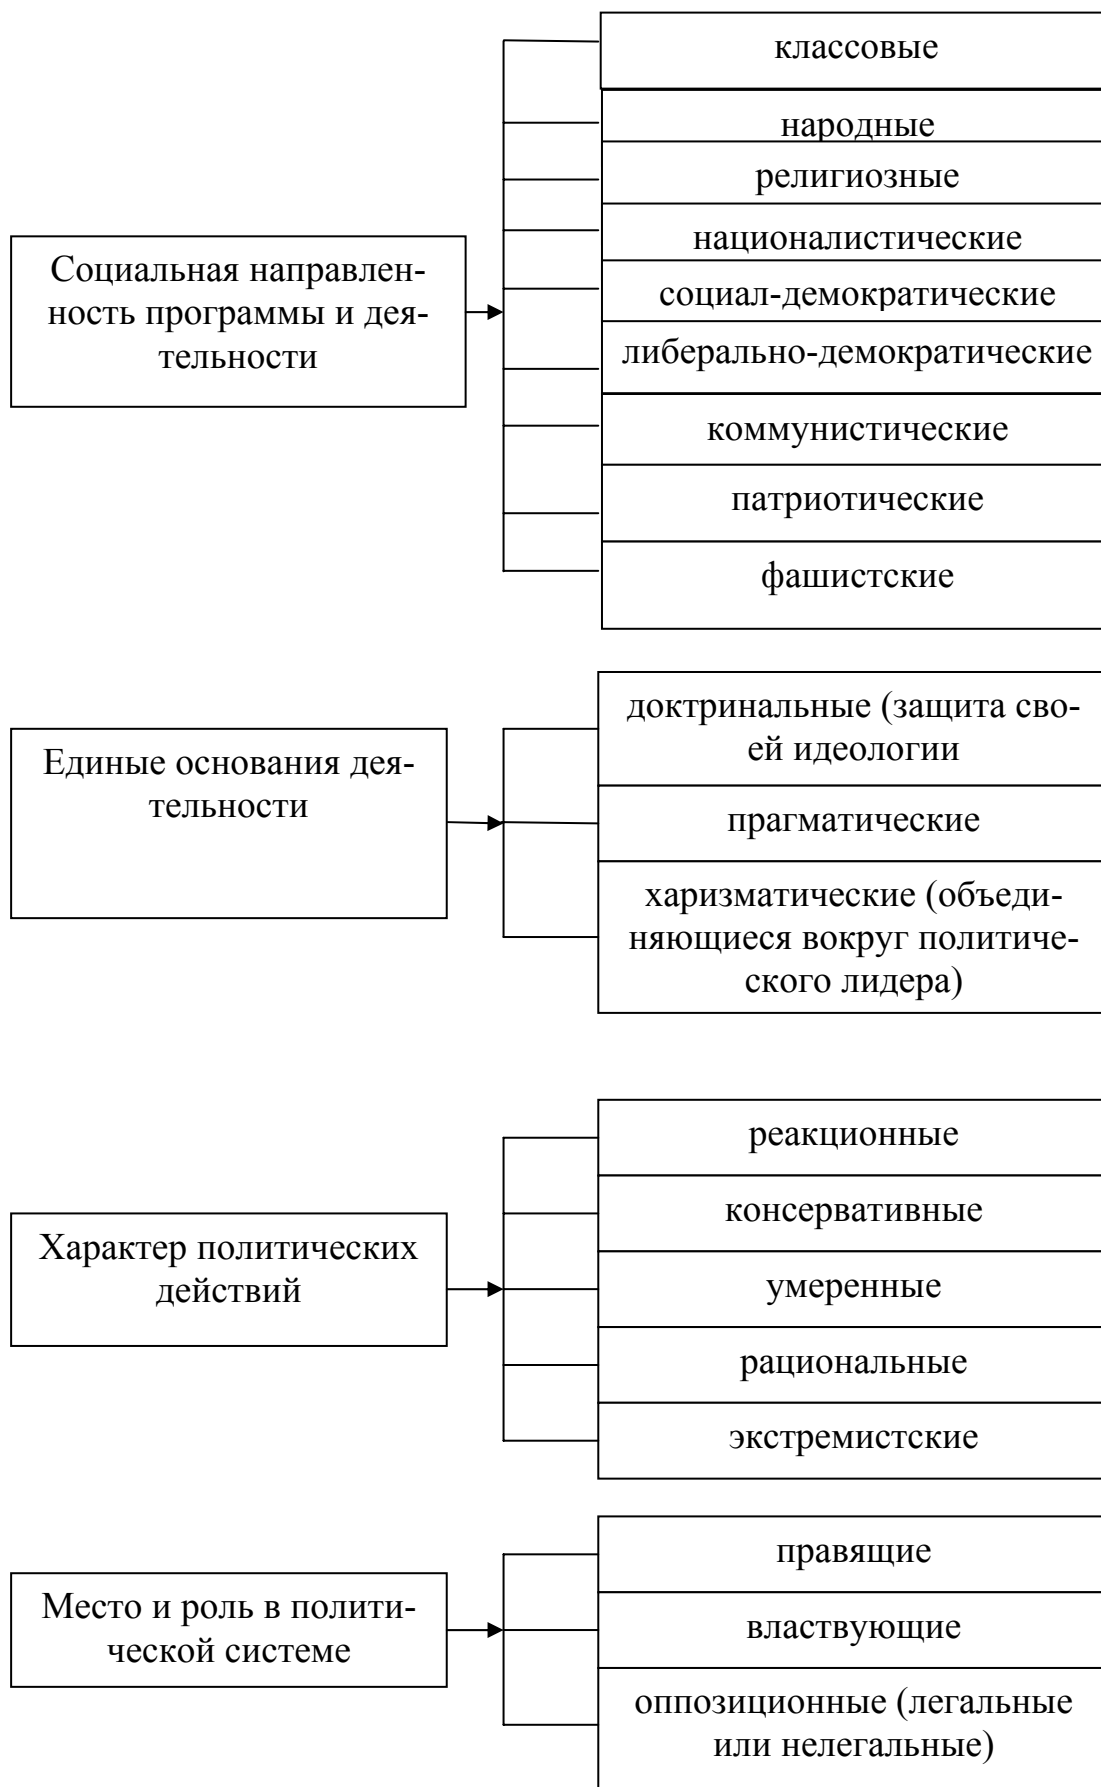 классовые
народные
религиозные
националистические
Социальная направлен-
ность программы и дея-
тельности
социал-демократические
либерально-демократические
коммунистические
патриотические
фашистские
Единые основания дея-
тельности
доктринальные (защита сво-
ей идеологии
прагматические
харизматические (объеди-
няющиеся вокруг политиче-
ского лидера)
Характер политических
действий
реакционные
консервативные
умеренные
рациональные
экстремистские
Место и роль в полити-
ческой системе
правящие
властвующие
оппозиционные (легальные
или нелегальные)